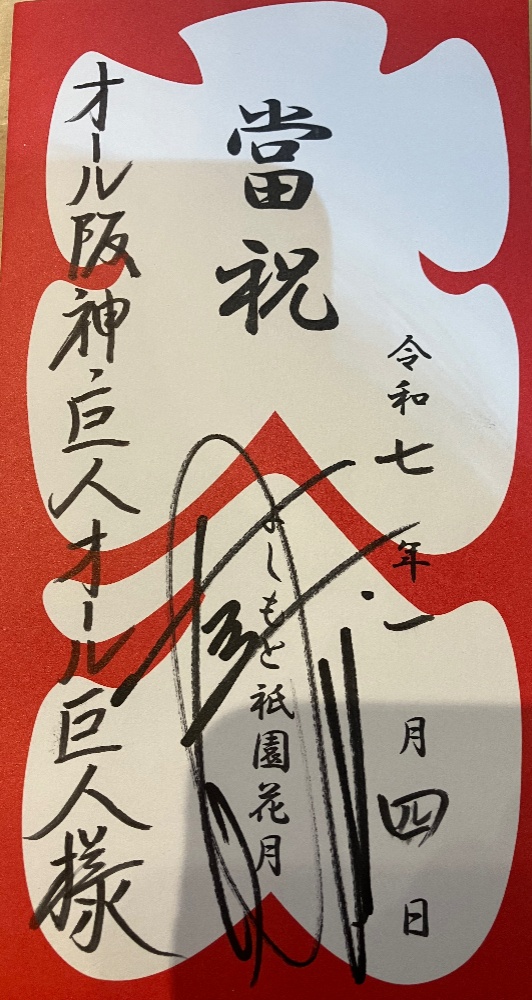 令和七年一月四日
當祝
よしもと祇園花月
オール阪神・巨人オール巨人様